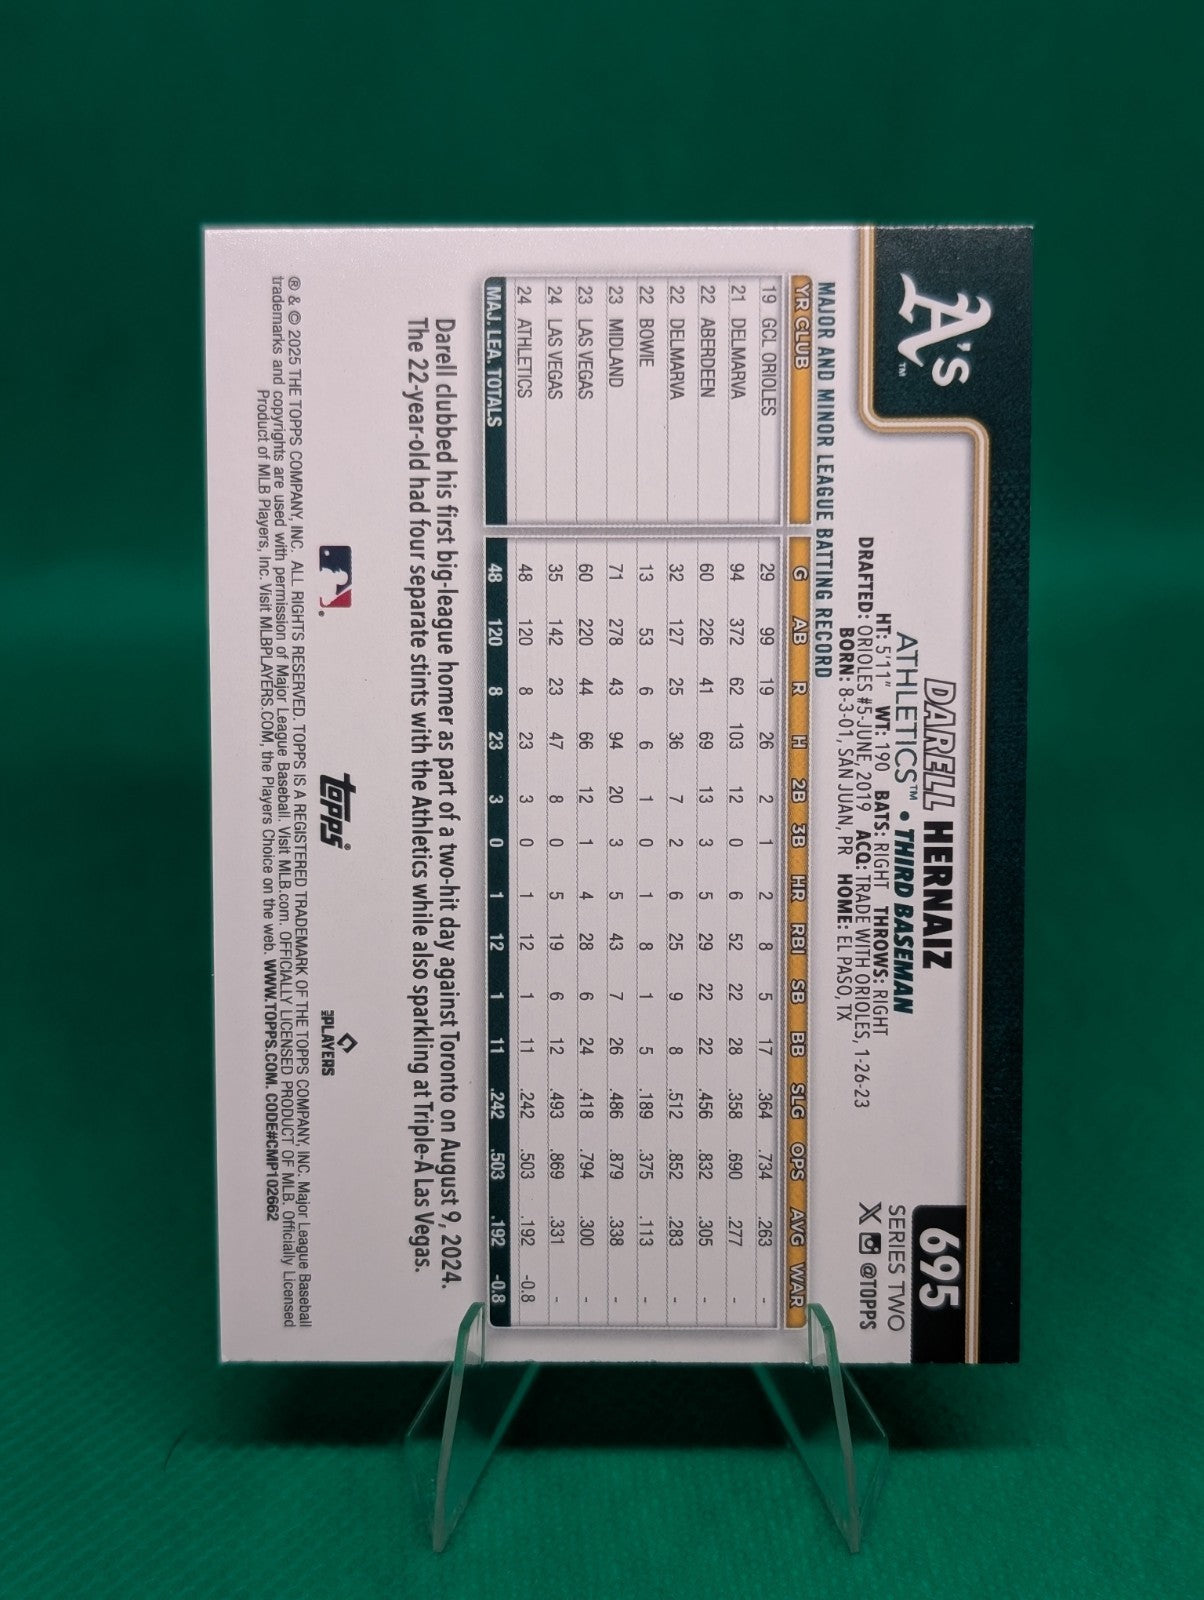 A's™
695
DARELL HERNAIZ
ATHLETICS™ • THIRD BASEMAN
HT: 5'11" WT: 190 BATS: RIGHT THROWS: RIGHT
DRAFTED: ORIOLES #5-JUNE, 2019 ACQ: TRADE WITH ORIOLES, 1-26-23
BORN: 8-3-01, SAN JUAN, PR HOME: EL PASO, TX
SERIES TWO
@TOPPS
MAJOR AND MINOR LEAGUE BATTING RECORD
YR CLUB G AB R H 2B 3B HR RBI SB BB SLG OPS AVG WAR
19 GCL ORIOLES 29 99 19 26 2 1 2 8 5 17 .364 .734 .263 -
21 DELMARVA 94 372 62 103 12 0 6 52 22 28 .358 .690 .277 -
22 ABERDEEN 60 226 41 69 13 3 5 29 22 22 .456 .832 .305 -
22 DELMARVA 32 127 25 36 7 2 6 25 9 8 .512 .852 .283 -
22 BOWIE 13 53 6 6 1 0 1 8 1 5 .189 .375 .113 -
23 MIDLAND 71 278 43 94 20 3 5 43 7 26 .486 .879 .338 -
23 LAS VEGAS 60 220 44 66 12 1 4 28 6 24 .418 .794 .300 -
24 LAS VEGAS 35 142 23 47 8 0 5 19 6 12 .493 .869 .331 -
24 ATHLETICS 48 120 8 23 3 0 1 12 1 11 .242 .503 .192 -0.8
MAJ. LEA. TOTALS 48 120 8 23 3 0 1 12 1 11 .242 .503 .192 -0.8
Darell clubbed his first big-league homer as part of a two-hit day against Toronto on August 9, 2024.
The 22-year-old had four separate stints with the Athletics while also sparkling at Triple-A Las Vegas.
topps®
MLB PLAYERS
® & © 2025 THE TOPPS COMPANY, INC. ALL RIGHTS RESERVED. TOPPS IS A REGISTERED TRADEMARK OF THE TOPPS COMPANY, INC. Major League Baseball
trademarks and copyrights are used with permission of Major League Baseball. Visit MLB.com. OFFICIALLY LICENSED PRODUCT OF MLB. Officially Licensed
Product of MLB Players, Inc. Visit MLBPLAYERS.COM, the Players Choice on the web. WWW.TOPPS.COM. CODE#CMP102662